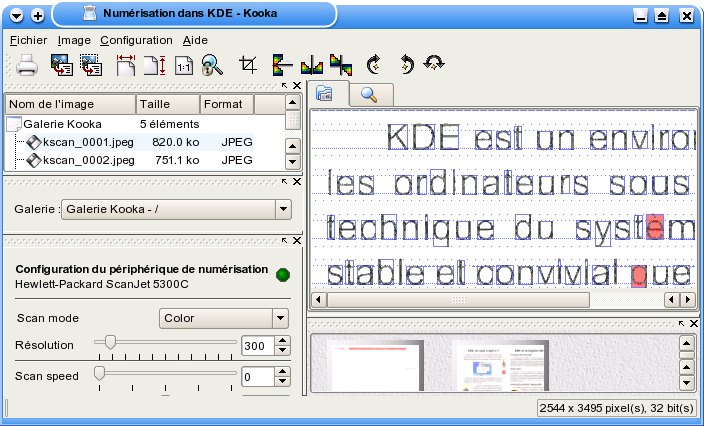 Numérisation dans KDE - Kooka
Fichier Image Configuration Aide
1:1
Nom de l'image Taille Format
Galerie Kooka 5 éléments
kscan_0001.jpeg 820.0 ko JPEG
kscan_0002.jpeg 751.1 ko JPEG
Galerie : Galerie Kooka - /
Configuration du périphérique de numérisation
Hewlett-Packard ScanJet 5300C
Scan mode Color
Résolution 300
Scan speed 0
KDE est un enviro
les ordinateurs sous
technique du systèm
stable et convivial que
2544 x 3495 pixel(s), 32 bit(s)